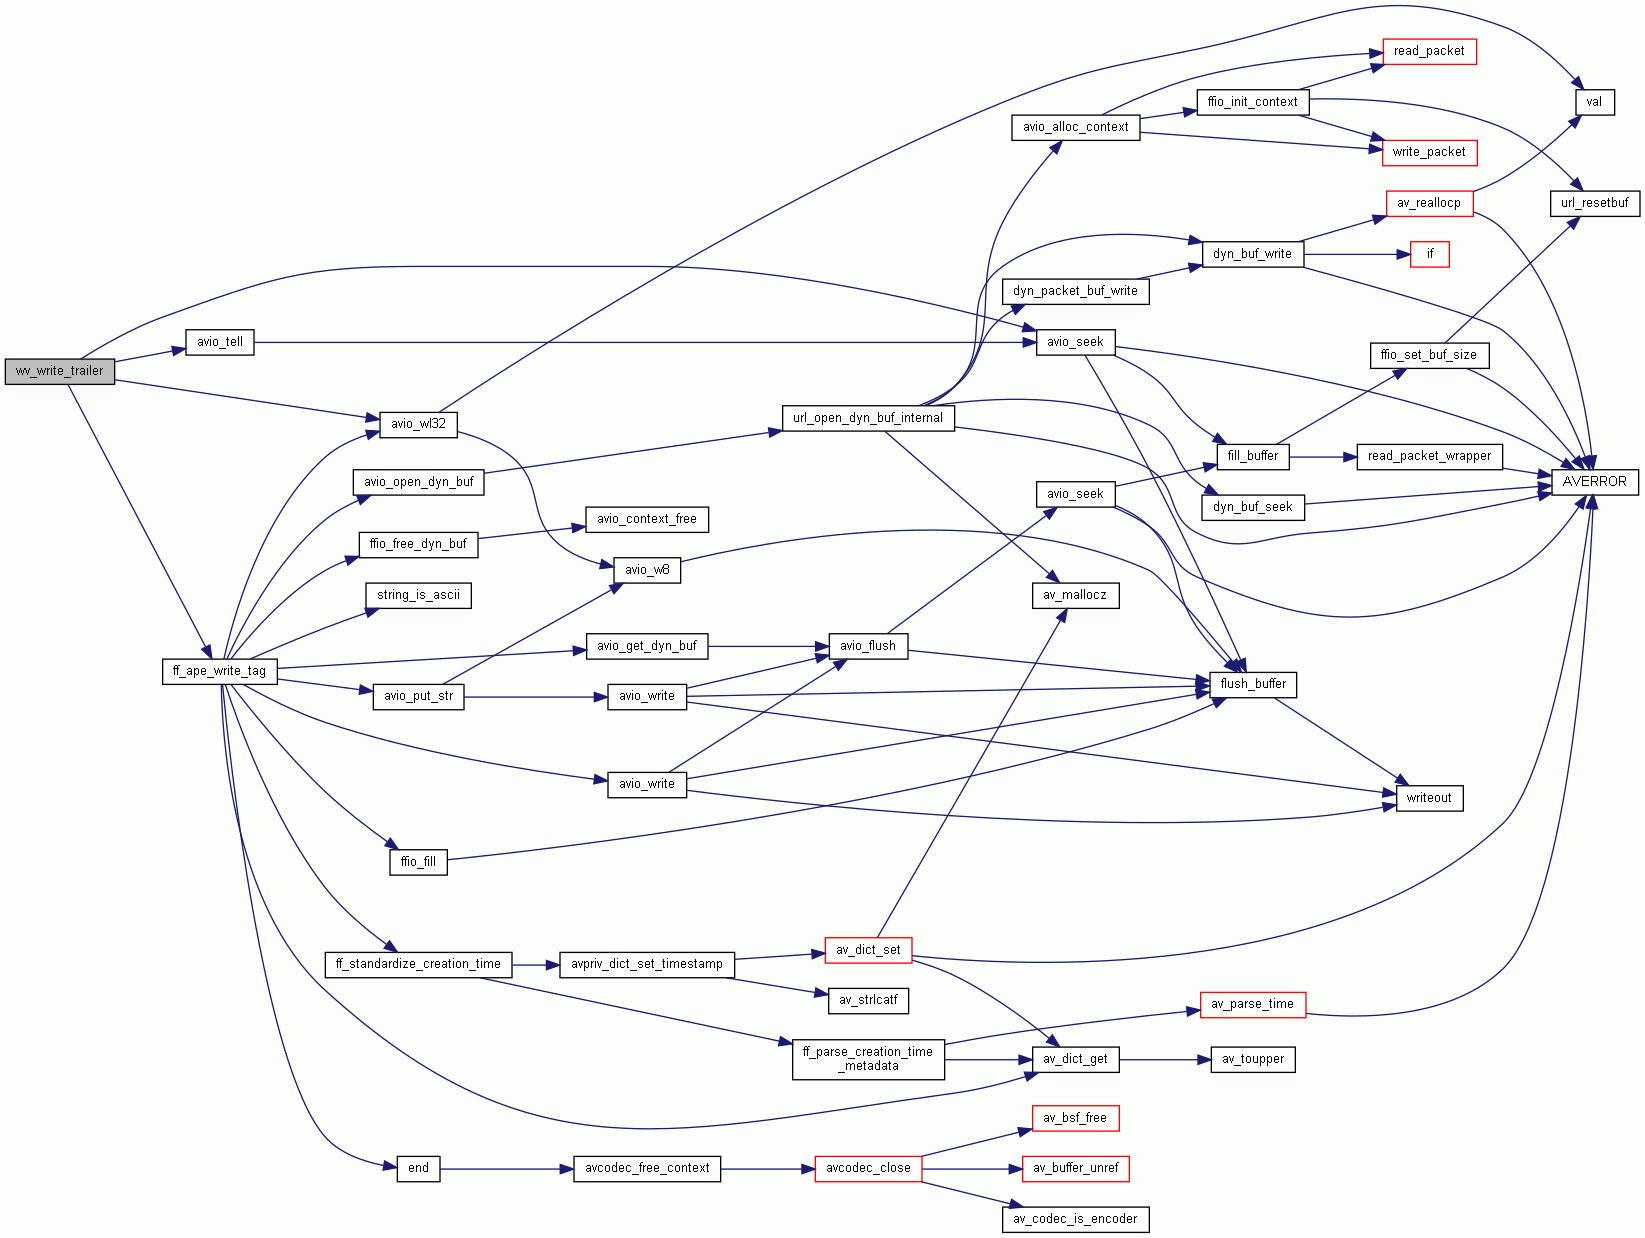 wv_write_trailer
avio_tell
ff_ape_write_tag
avio_wl32
avio_open_dyn_buf
ffio_free_dyn_buf
string_is_ascii
avio_put_str
ffio_fill
ff_standardize_creation_time
end
avio_context_free
avio_w8
avio_get_dyn_buf
avio_write
avio_write
avpriv_dict_set_timestamp
avcodec_free_context
url_open_dyn_buf_internal
avio_flush
av_dict_set
av_strlcatf
ff_parse_creation_time
_metadata
avcodec_close
avio_alloc_context
dyn_packet_buf_write
avio_seek
avio_seek
av_mallocz
av_dict_get
av_bsf_free
av_buffer_unref
av_codec_is_encoder
ffio_init_context
dyn_buf_write
fill_buffer
dyn_buf_seek
flush_buffer
av_parse_time
av_toupper
read_packet
write_packet
av_reallocp
if
ffio_set_buf_size
read_packet_wrapper
writeout
val
url_resetbuf
AVERROR